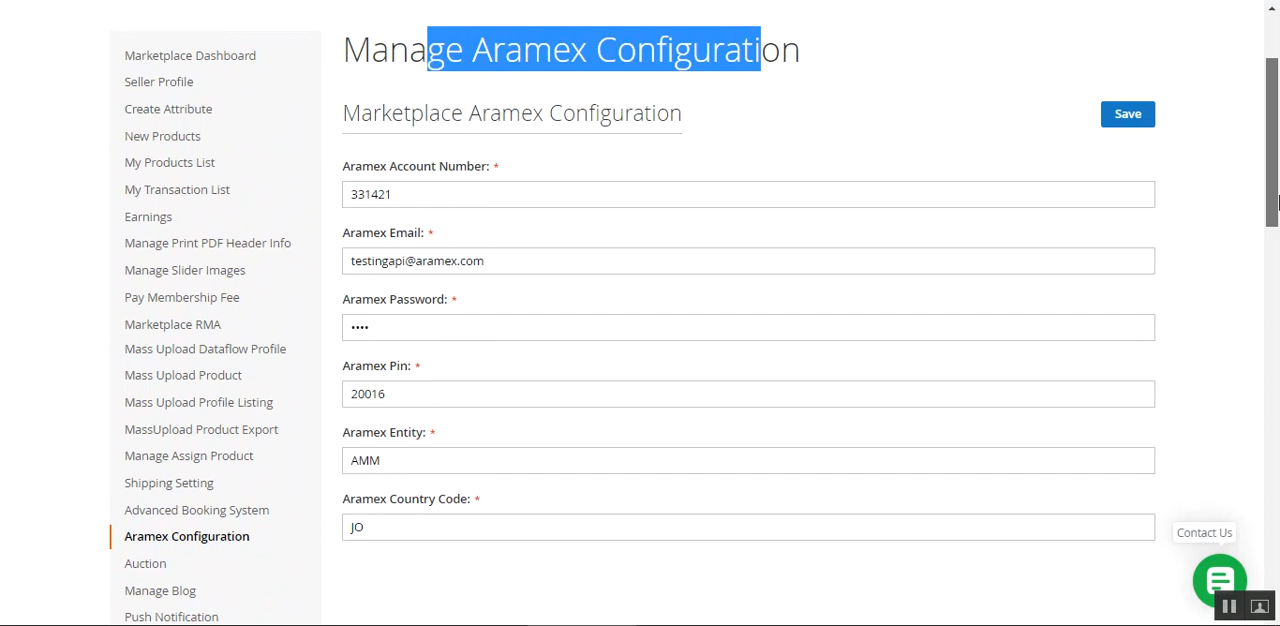 Manage Aramex Configuration
Marketplace Aramex Configuration
Save
Aramex Account Number: *
331421
Aramex Email: *
testingapi@aramex.com
Aramex Password: *
••••
Aramex Pin: *
20016
Aramex Entity: *
AMM
Aramex Country Code: *
JO
Marketplace Dashboard
Seller Profile
Create Attribute
New Products
My Products List
My Transaction List
Earnings
Manage Print PDF Header Info
Manage Slider Images
Pay Membership Fee
Marketplace RMA
Mass Upload Dataflow Profile
Mass Upload Product
Mass Upload Profile Listing
MassUpload Product Export
Manage Assign Product
Shipping Setting
Advanced Booking System
Aramex Configuration
Auction
Manage Blog
Push Notification
Contact Us